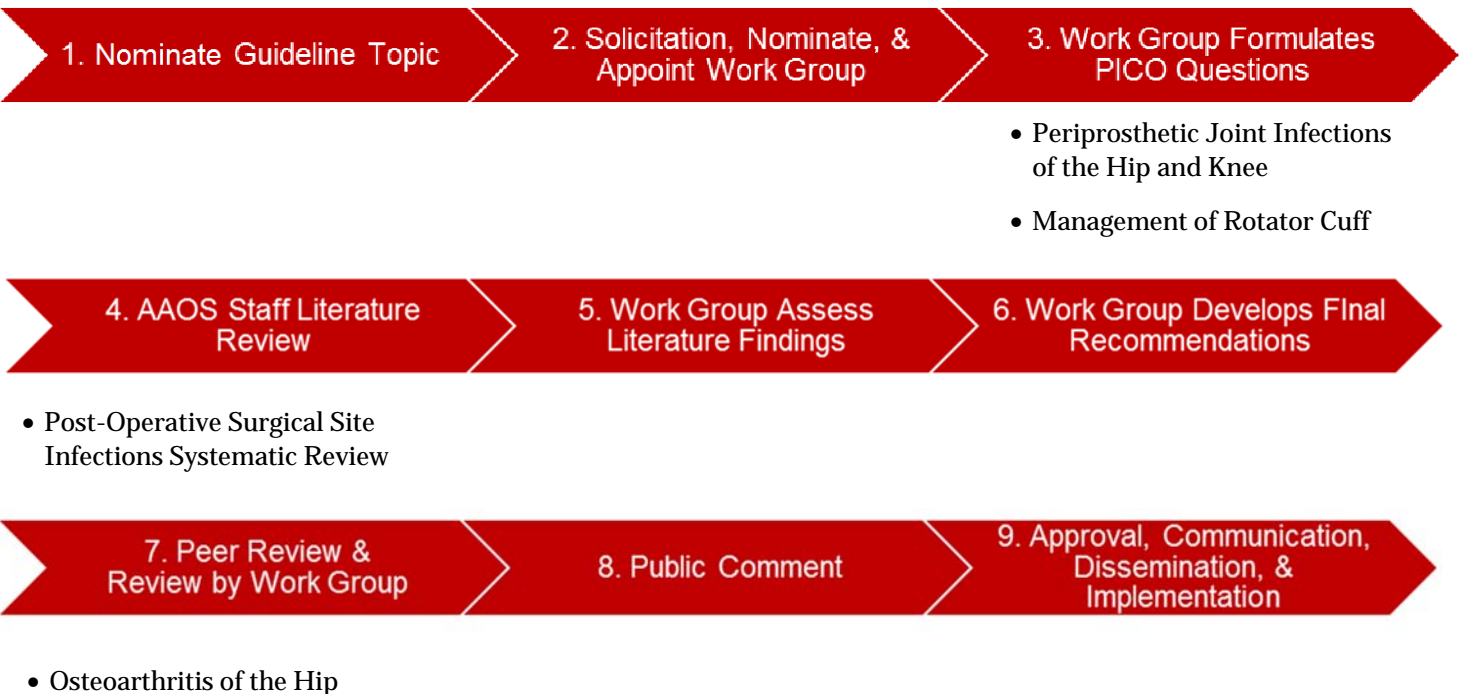 1. Nominate Guideline Topic
2. Solicitation, Nominate, &
Appoint Work Group
3. Work Group Formulates
PICO Questions
• Periprosthetic Joint Infections
of the Hip and Knee
• Management of Rotator Cuff
4. AAOS Staff Literature
Review
5. Work Group Assess
Literature Findings
6. Work Group Develops FInal
Recommendations
• Post-Operative Surgical Site
Infections Systematic Review
7. Peer Review &
Review by Work Group
8. Public Comment
9. Approval, Communication,
Dissemination, &
Implementation
• Osteoarthritis of the Hip